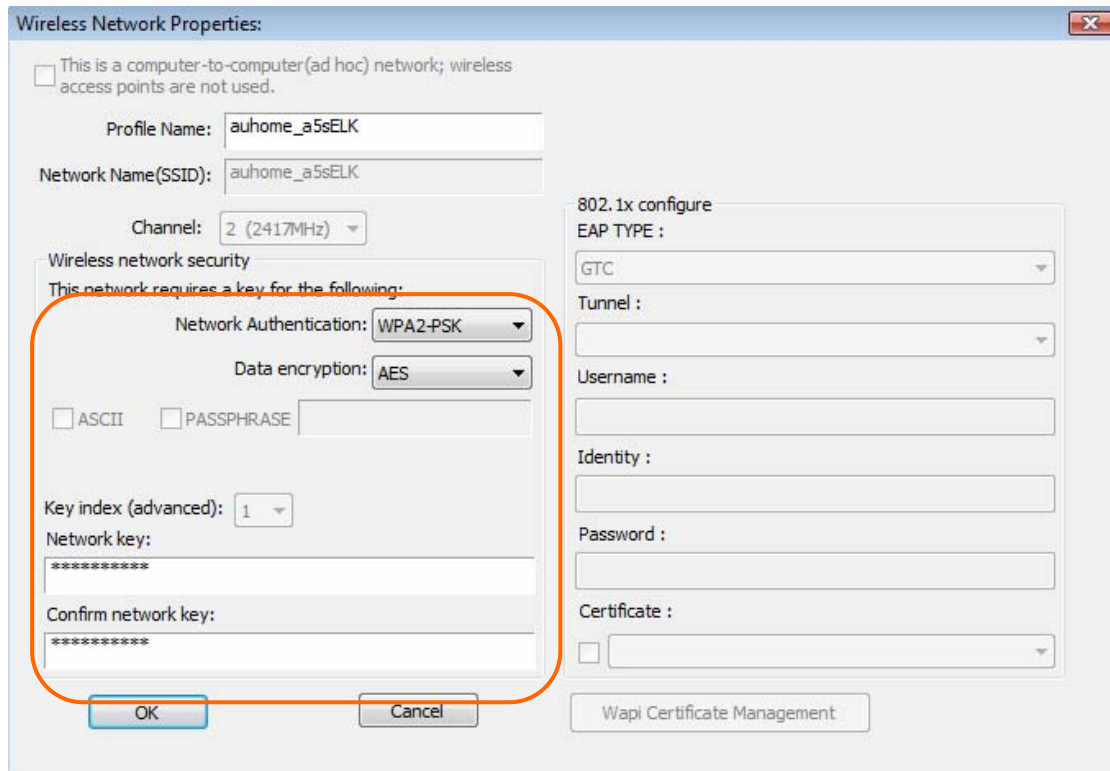 Wireless Network Properties:
This is a computer-to-computer(ad hoc) network; wireless
access points are not used.
Profile Name: auhome_a5sELK
Network Name(SSID): auhome_a5sELK
Channel: 2 (2417MHz)
Wireless network security
This network requires a key for the following:
Network Authentication: WPA2-PSK
Data encryption: AES
ASCII PASSPHRASE
Key index (advanced): 1
Network key:
**********
Confirm network key:
**********
OK Cancel
802.1x configure
EAP TYPE :
GTC
Tunnel :
Username :
Identity :
Password :
Certificate :
Wapi Certificate Management